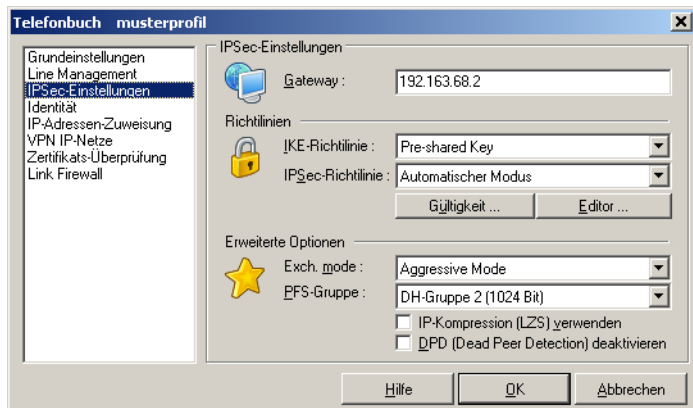 Telefonbuch musterprofil
Grundeinstellungen
Line Management
IPSec-Einstellungen
Identität
IP-Adressen-Zuweisung
VPN IP-Netze
Zertifikats-Überprüfung
Link Firewall
IPSec-Einstellungen
Gateway : 192.163.68.2
Richtilinien
IKE-Richtlinie : Pre-shared Key
IPSec-Richtlinie : Automatischer Modus
Gültigkeit ... Editor ...
Erweiterte Optionen
Exch. mode : Aggressive Mode
PFS-Gruppe : DH-Gruppe 2 (1024 Bit)
IP-Kompression (LZS) verwenden
DPD (Dead Peer Detection) deaktivieren
Hilfe OK Abbrechen